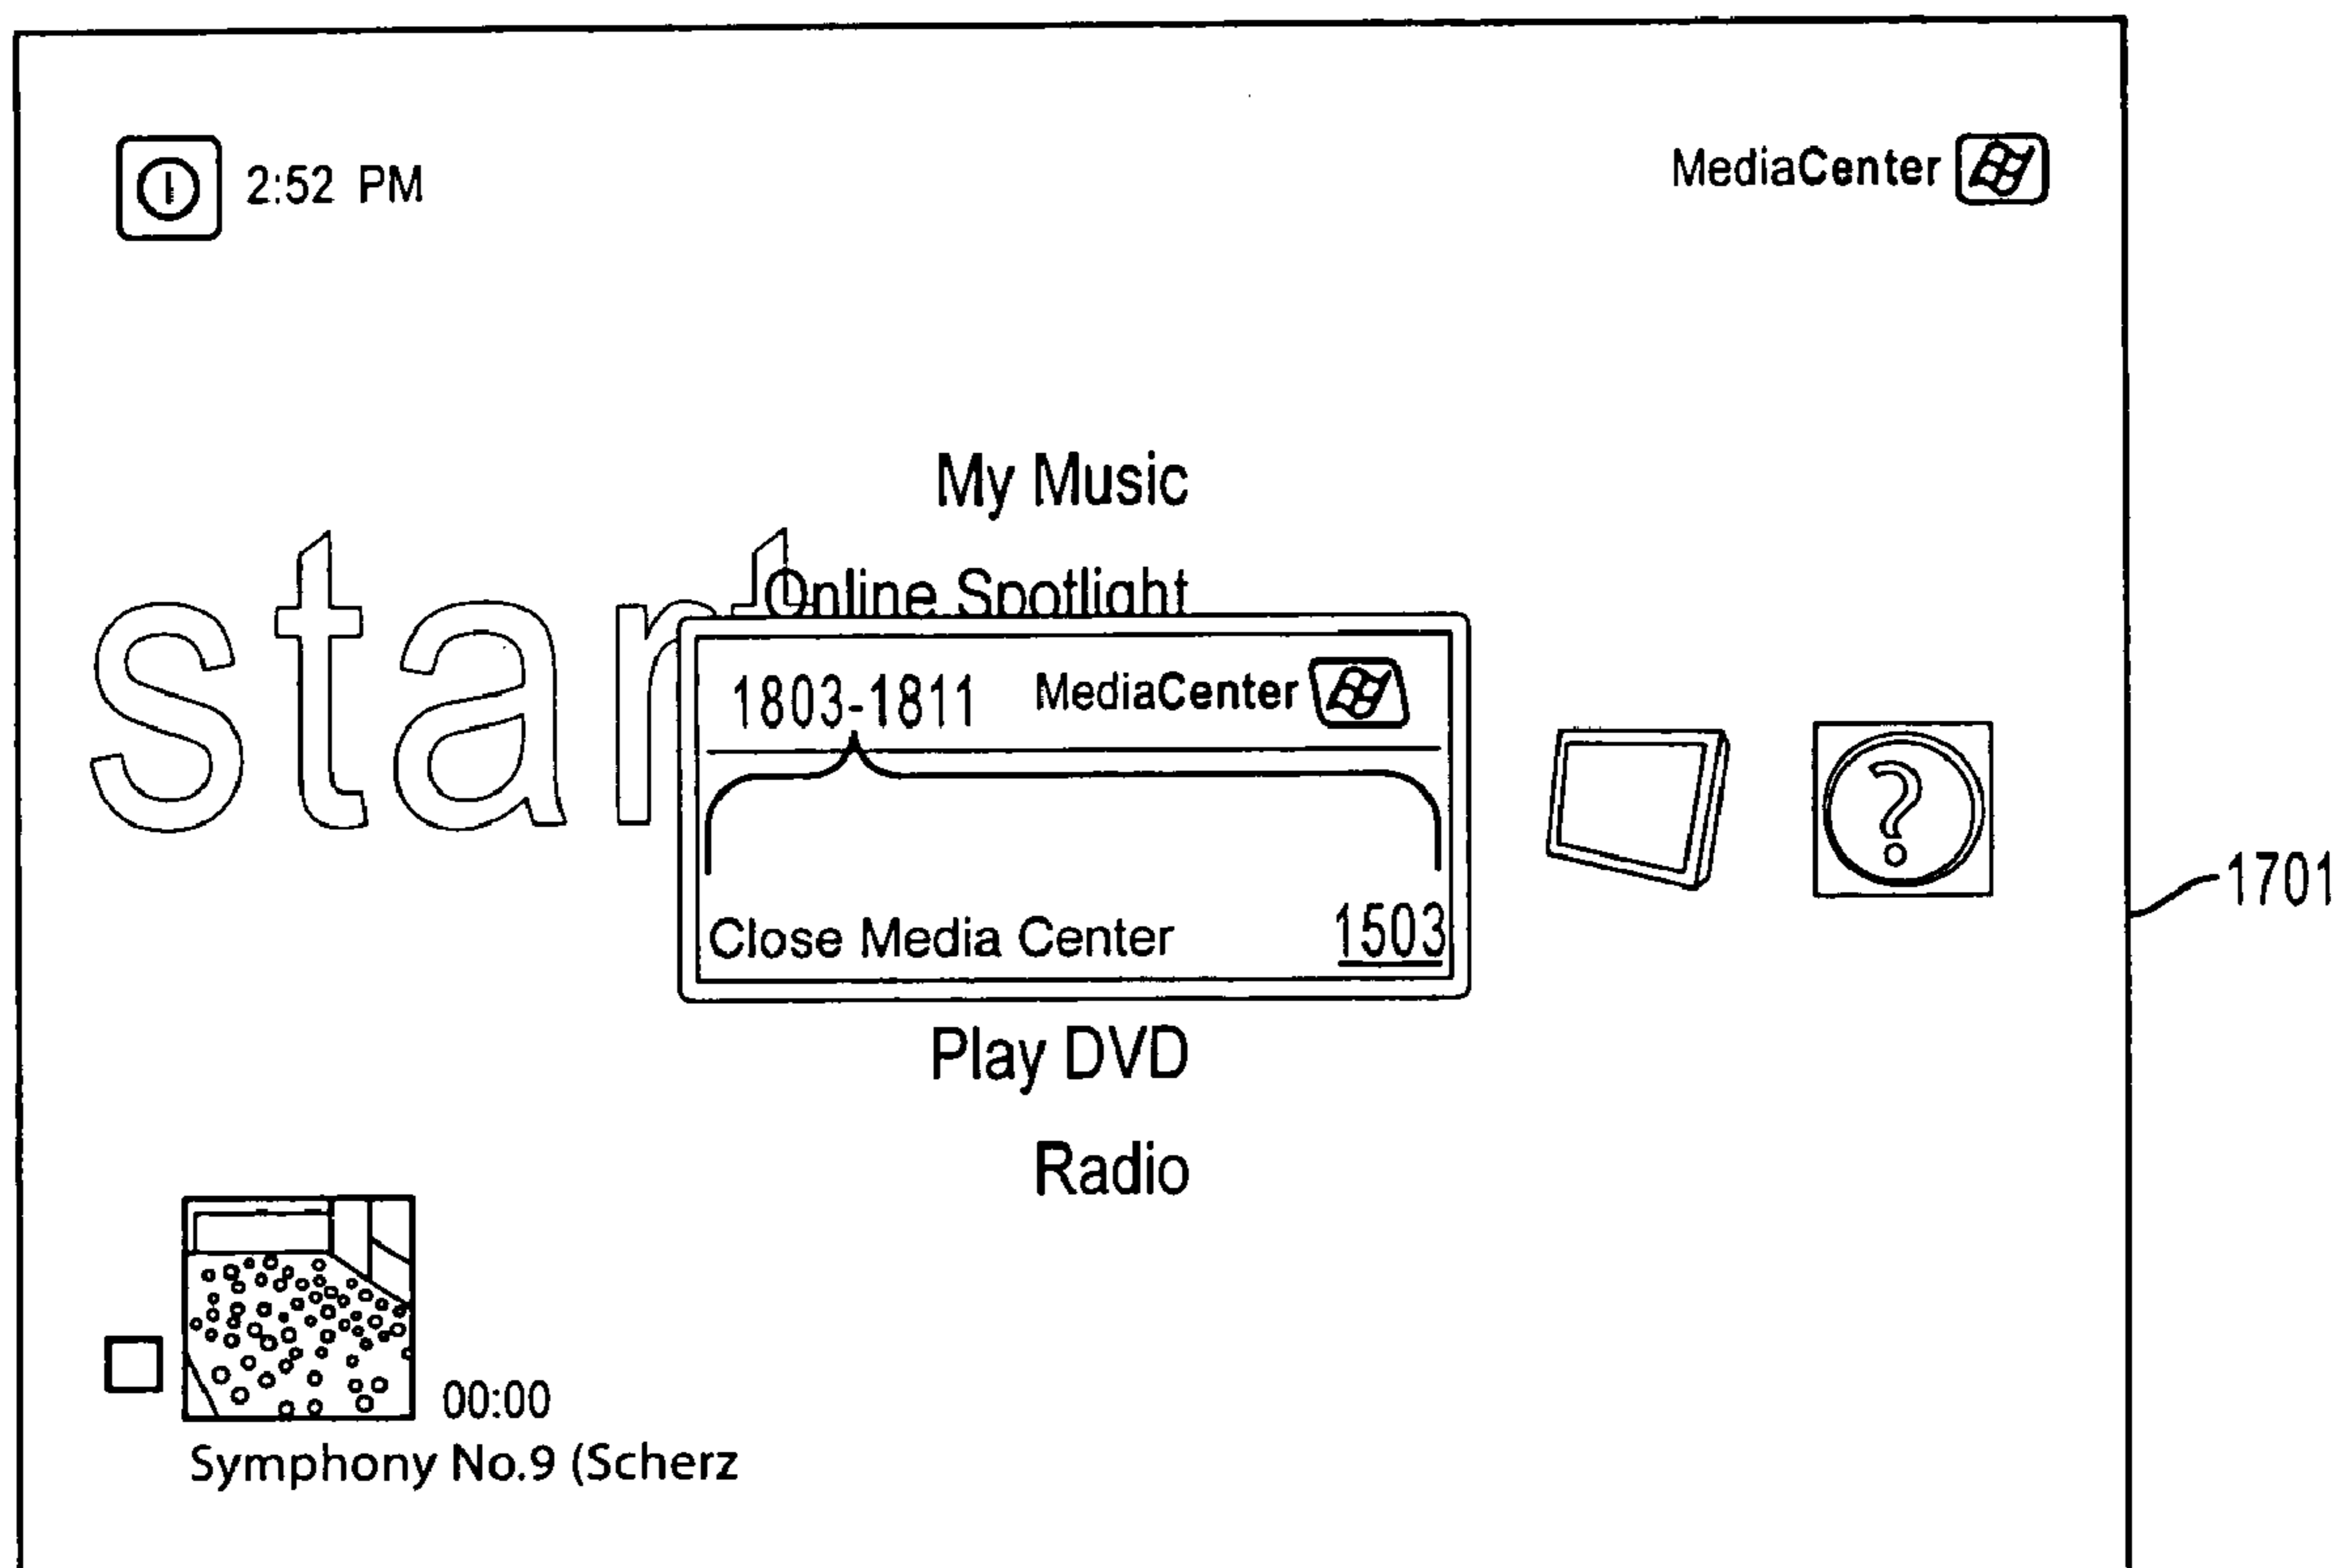 2:52 PM
MediaCenter
My Music
Online Spotlight
start
1803-1811 MediaCenter
Close Media Center 1503
1701
Play DVD
Radio
00:00
Symphony No.9 (Scherz